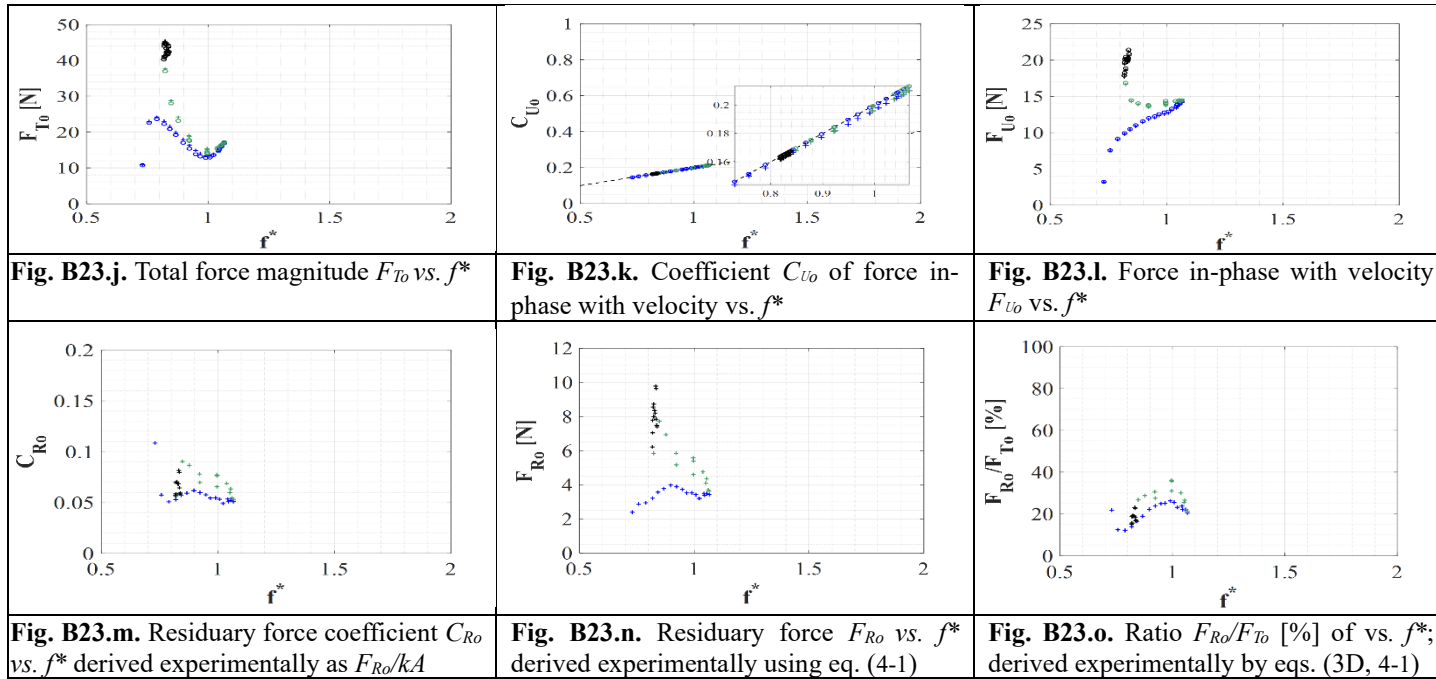 50
40
30
20
10
0
F_To [N]
0.5
1
1.5
2
f*
1
0.8
0.6
0.4
0.2
0
C_Uo
0.2
0.18
0.16
0.8
0.9
1
0.5
1
1.5
2
f*
25
20
15
10
5
0
F_Uo [N]
0.5
1
1.5
2
f*
Fig. B23.j. Total force magnitude F_To vs. f*
Fig. B23.k. Coefficient C_Uo of force in-
phase with velocity vs. f*
Fig. B23.l. Force in-phase with velocity
F_Uo vs. f*
0.2
0.15
0.1
0.05
0
C_Ro
0.5
1
1.5
2
f*
12
10
8
6
4
2
0
F_Ro [N]
0.5
1
1.5
2
f*
100
80
60
40
20
0
F_Ro/F_To [%]
0.5
1
1.5
2
f*
Fig. B23.m. Residuary force coefficient C_Ro
vs. f* derived experimentally as F_Ro/kA
Fig. B23.n. Residuary force F_Ro vs. f*
derived experimentally using eq. (4-1)
Fig. B23.o. Ratio F_Ro/F_To [%] of vs. f*;
derived experimentally by eqs. (3D, 4-1)